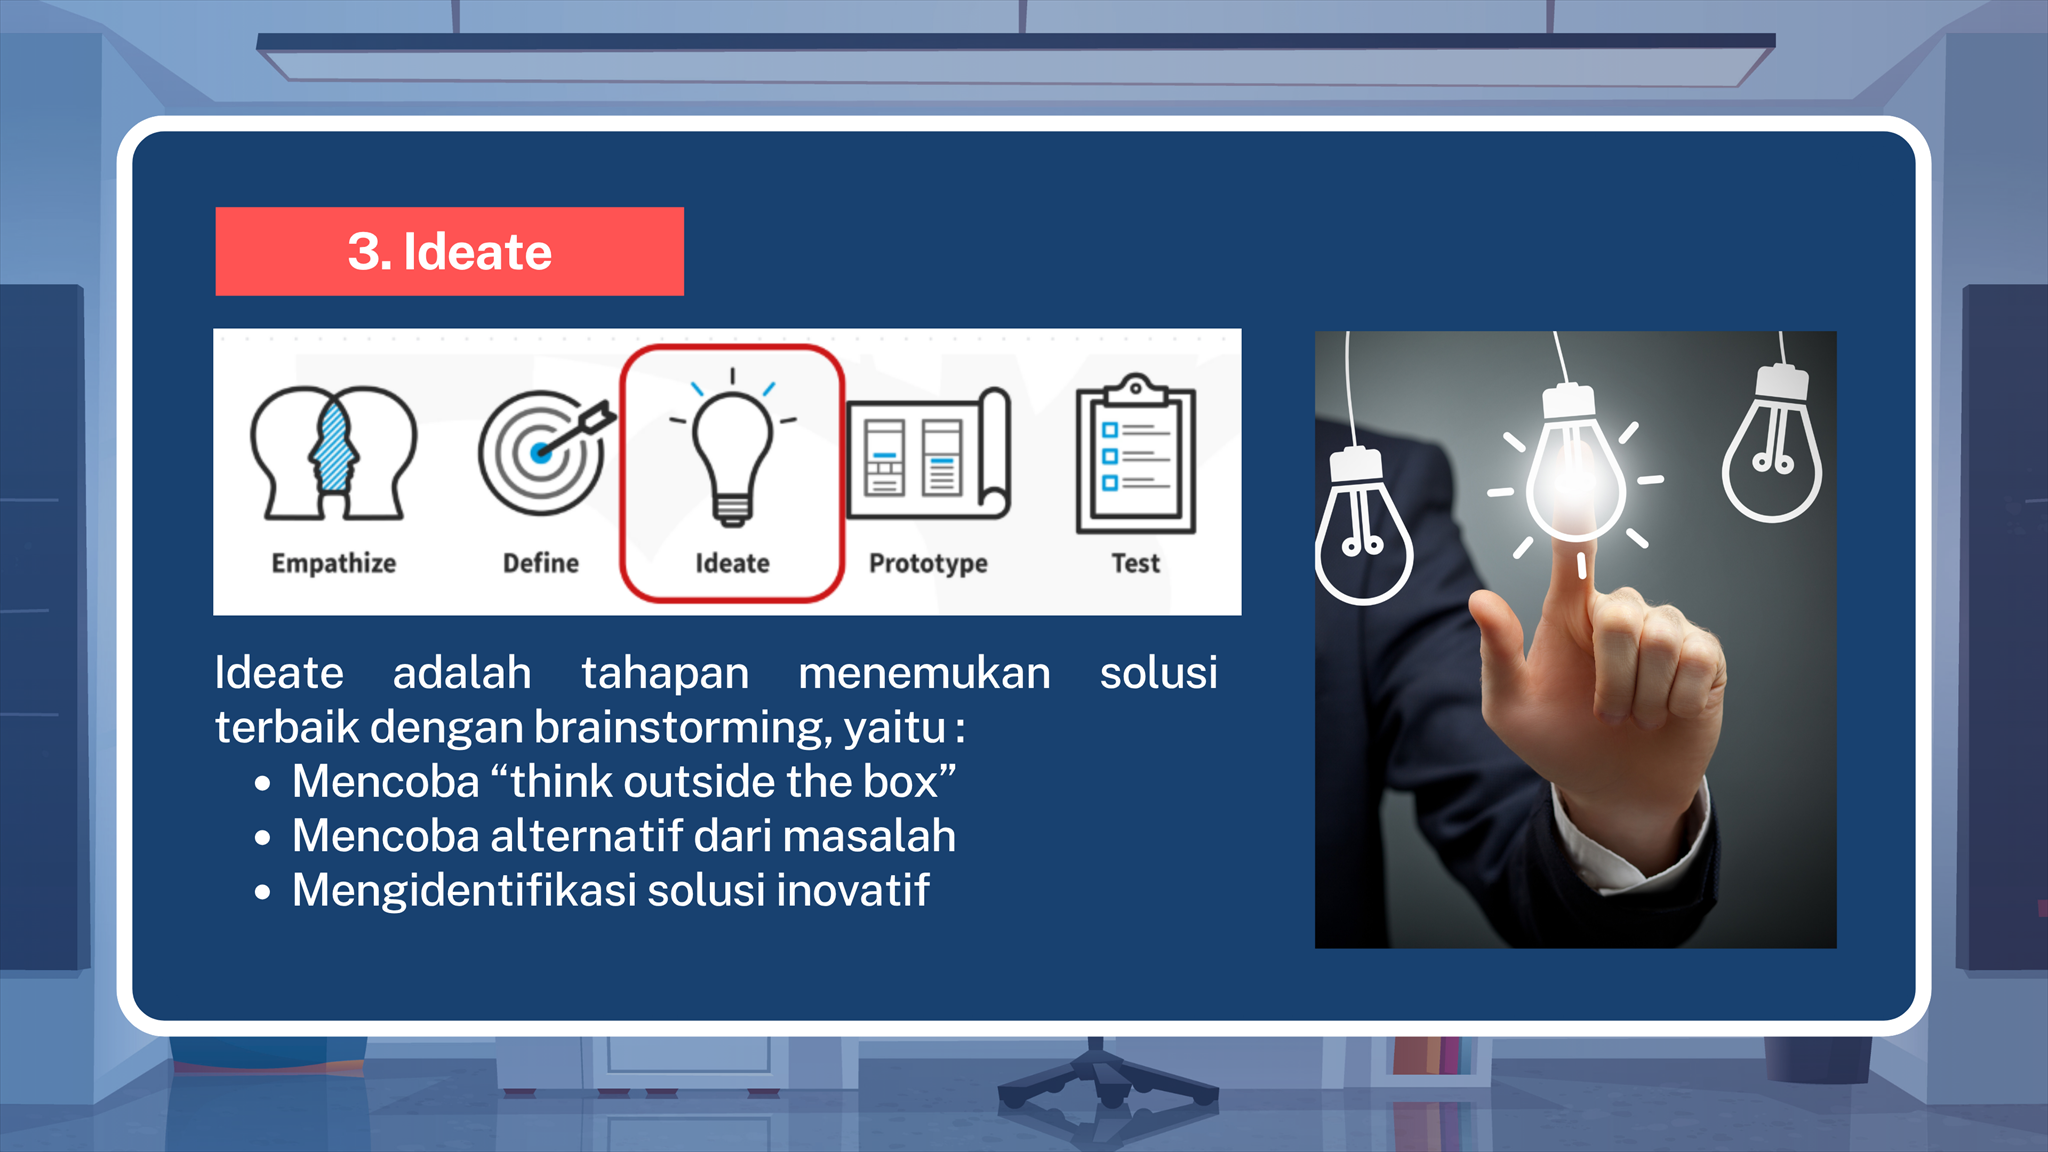 3. Ideate
Empathize
Define
Ideate
Prototype
Test
Ideate adalah tahapan menemukan solusi
terbaik dengan brainstorming, yaitu :
• Mencoba “think outside the box”
• Mencoba alternatif dari masalah
• Mengidentifikasi solusi inovatif